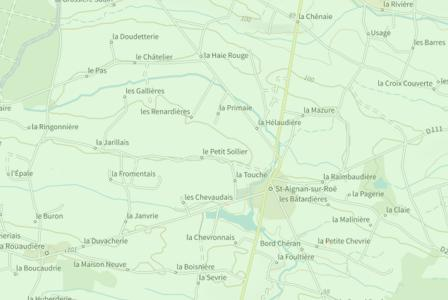 la Chênaie
la Rivière
Usagé
les Barres
la Doudetterie
le Châtelier
la Haie Rouge
le Pas
les Gallières
la Croix Couverte
les Renardières
la Primaie
la Hélaudière
la Mazure
100
100
D.111
la Ringonnière
la Jarillais
le Petit Sollier
l'Épale
la Fromentais
la Touche
la Raimbaudière
St-Aignan-sur-Roë
la Pagerie
les Chevaudais
les Bâtardières
la Claie
le Buron
la Janvrie
la Malinière
la Duvacherie
la Chevronnais
Bord Chéran
la Petite Chevrie
la Rouaudière
la Foultière
la Boucaudrie
la Maison Neuve
la Boisnière
la Sevrie